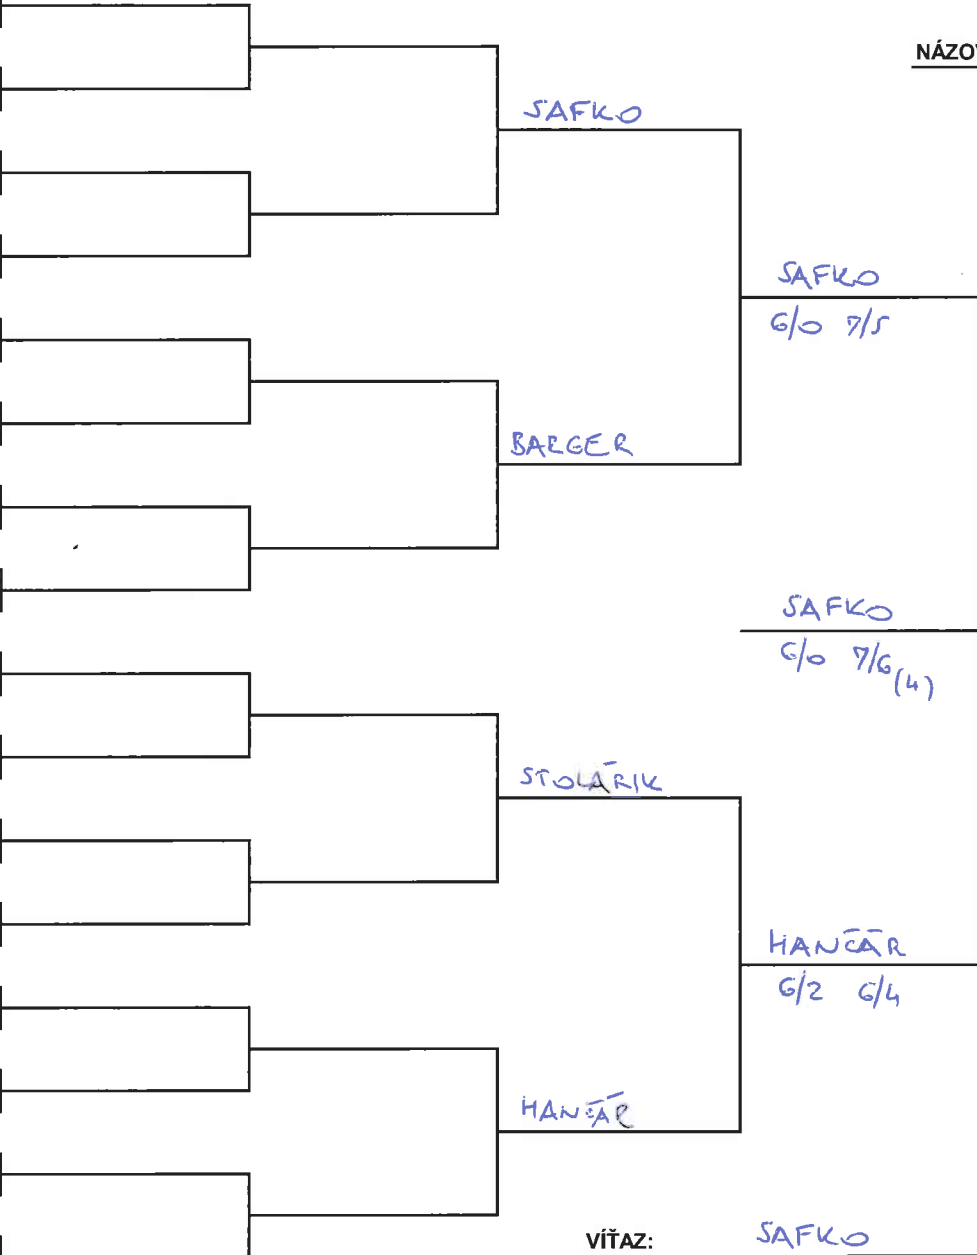 NÁZOV
SAFKO
SAFKO
6/0 7/5
BARGER
SAFKO
6/0 7/6 (4)
STOLÁRIK
HANČÁR
6/2 6/4
HANČÁR
VÍŤAZ: SAFKO